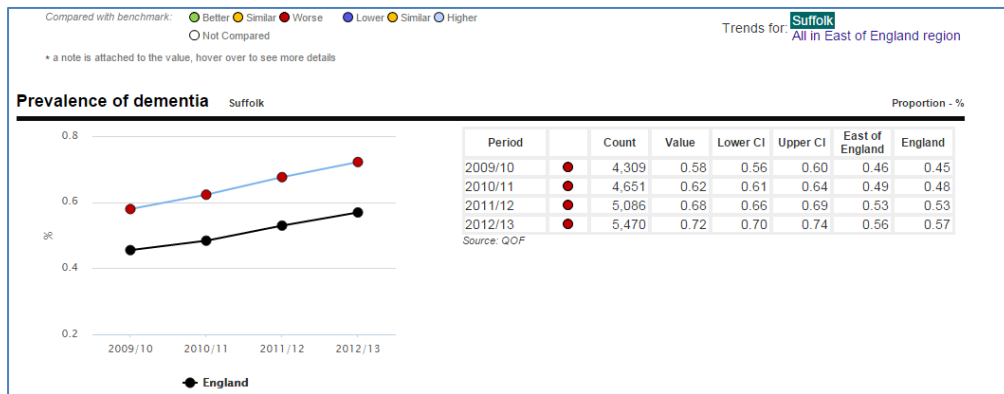 Compared with benchmark: Better Similar Worse Lower Similar Higher
Not Compared
Trends for: Suffolk
All in East of England region
* a note is attached to the value, hover over to see more details
Prevalence of dementia Suffolk Proportion - %
0.8
0.6
0.4
0.2
%
2009/10 2010/11 2011/12 2012/13
England
Period Count Value Lower CI Upper CI East of England England
2009/10 4,309 0.58 0.56 0.60 0.46 0.45
2010/11 4,651 0.62 0.61 0.64 0.49 0.48
2011/12 5,086 0.68 0.66 0.69 0.53 0.53
2012/13 5,470 0.72 0.70 0.74 0.56 0.57
Source: QOF